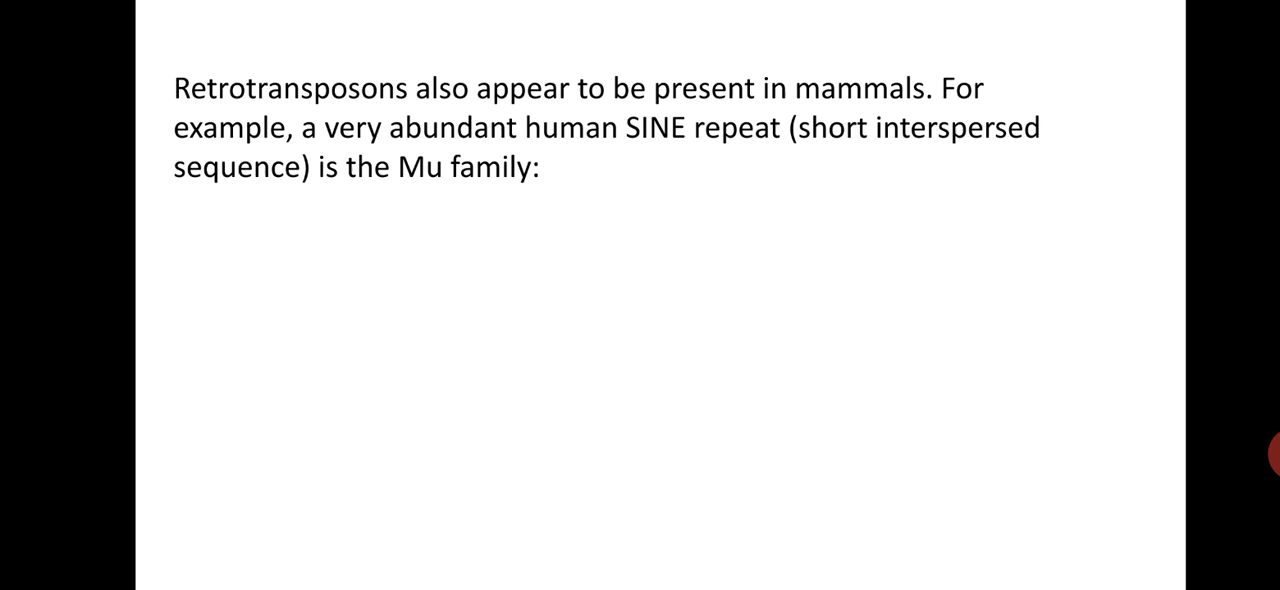 Retrotransposons also appear to be present in mammals. For
example, a very abundant human SINE repeat (short interspersed
sequence) is the Mu family: